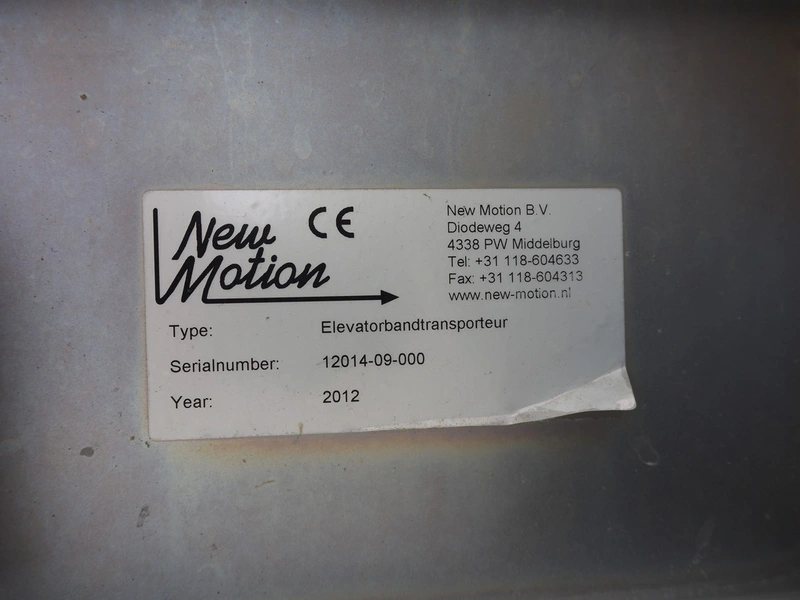 New
Motion
CE
New Motion B.V.
Diodeweg 4
4338 PW Middelburg
Tel: +31 118-604633
Fax: +31 118-604313
www.new-motion.nl
Type: Elevatorbandtransporteur
Serialnumber: 12014-09-000
Year: 2012